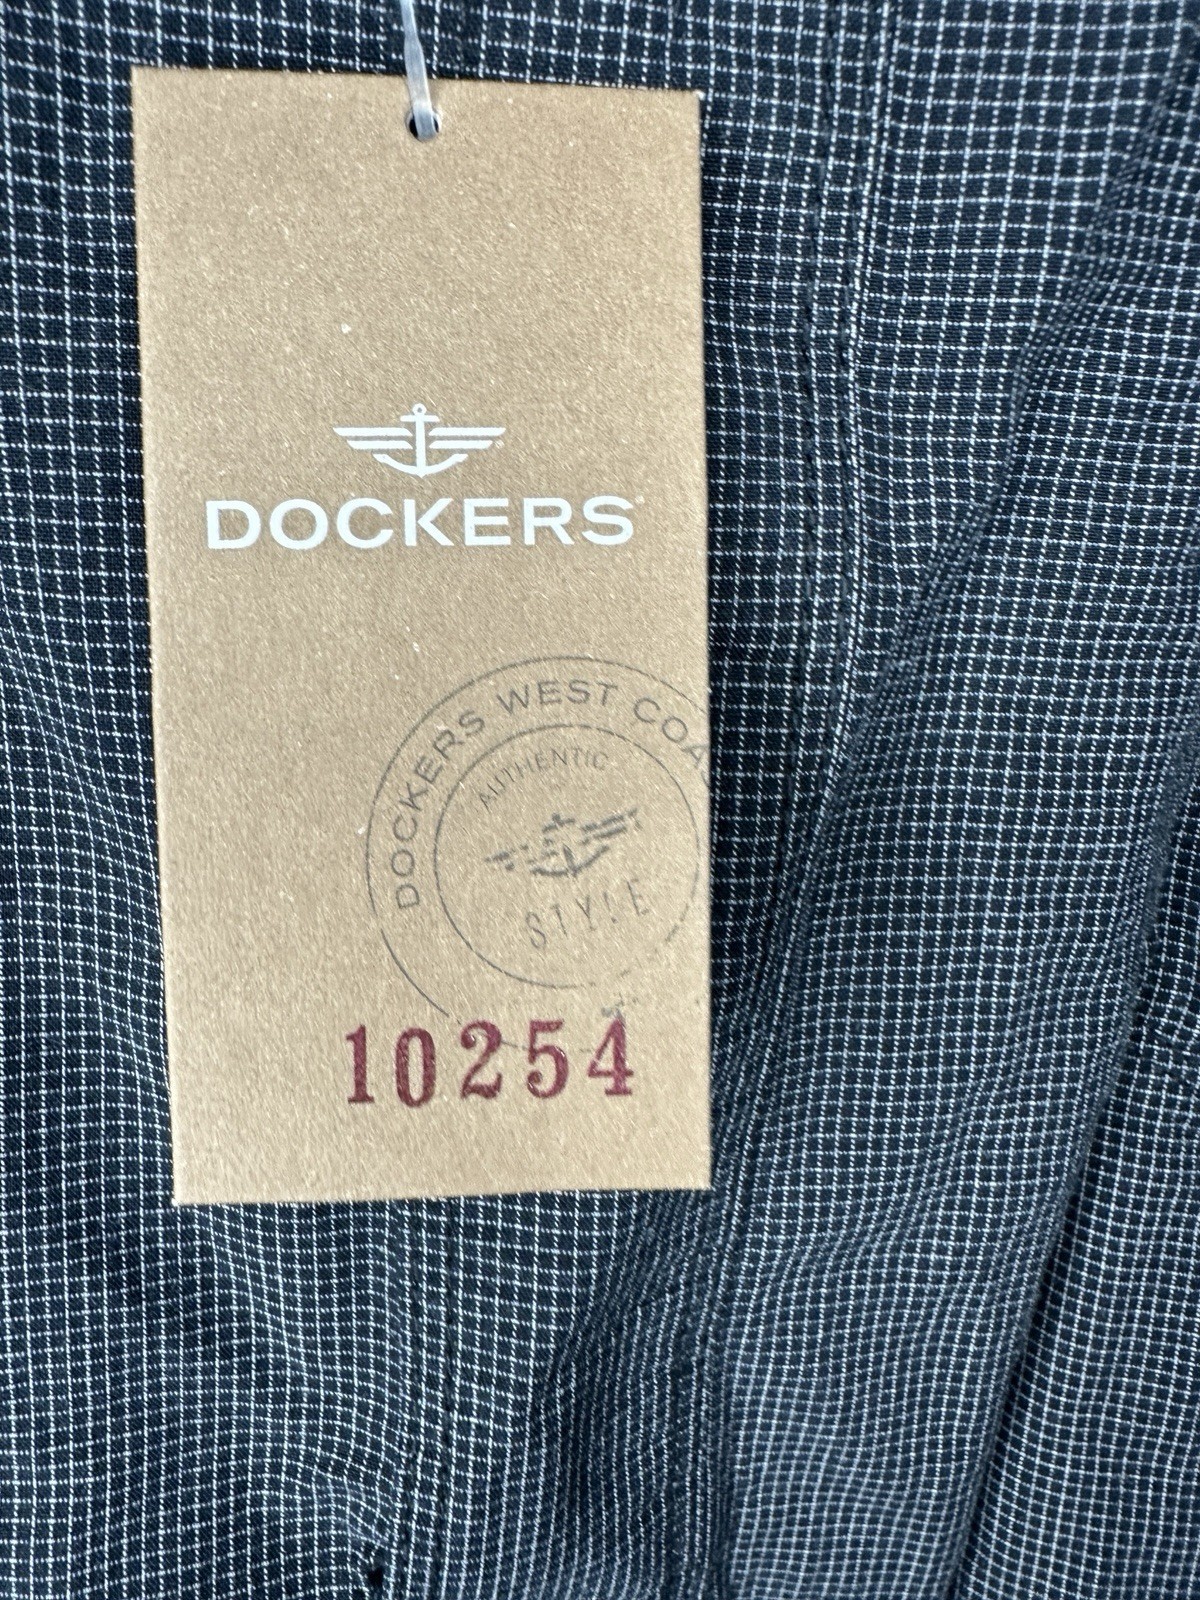 DOCKERS
DOCKERS WEST COA
AUTHENTIC
STYLE
10254